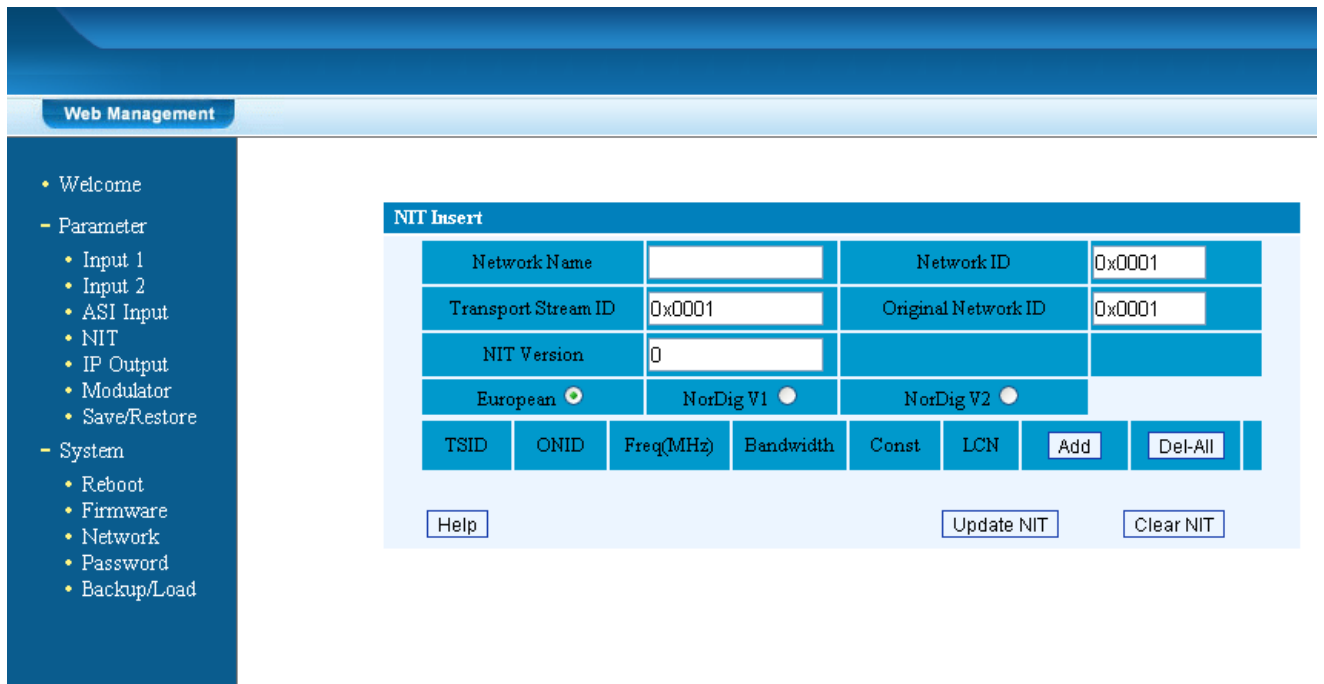 Web Management
Welcome
Parameter
Input 1
Input 2
ASI Input
NIT
IP Output
Modulator
Save/Restore
System
Reboot
Firmware
Network
Password
Backup/Load
NIT Insert
Network Name Network ID 0x0001
Transport Stream ID 0x0001 Original Network ID 0x0001
NIT Version 0
European NorDig V1 NorDig V2
TSID ONID Freq(MHz) Bandwidth Const LCN Add Del-All
Help Update NIT Clear NIT